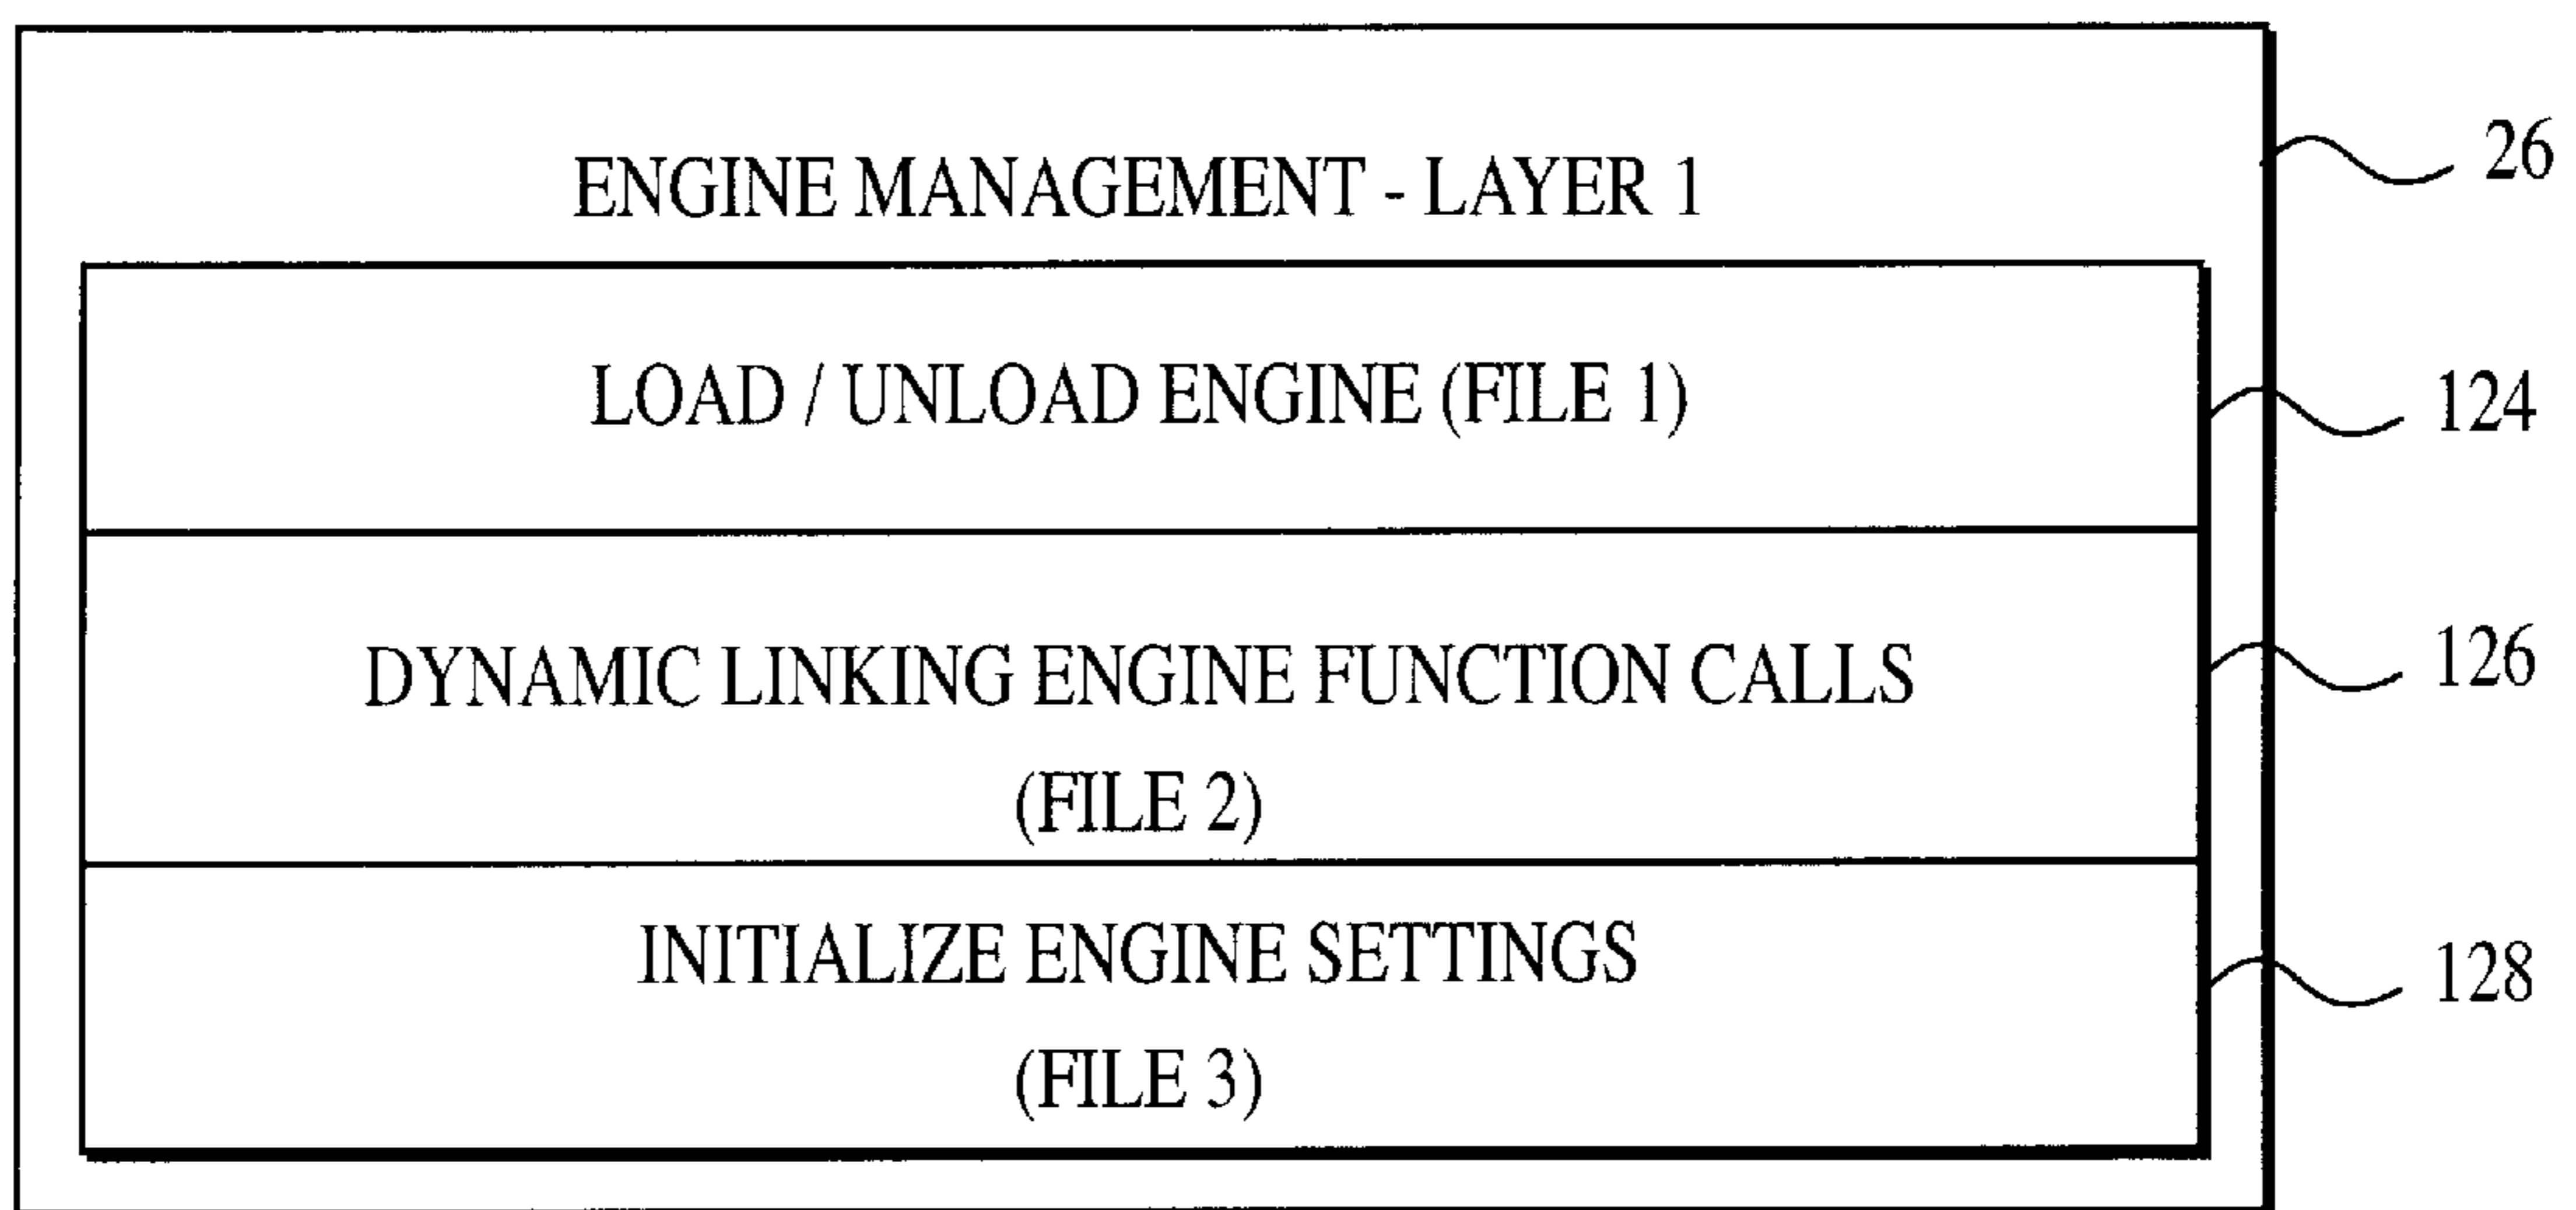 ENGINE MANAGEMENT - LAYER 1
26
LOAD / UNLOAD ENGINE (FILE 1)
124
DYNAMIC LINKING ENGINE FUNCTION CALLS
(FILE 2)
126
INITIALIZE ENGINE SETTINGS
(FILE 3)
128